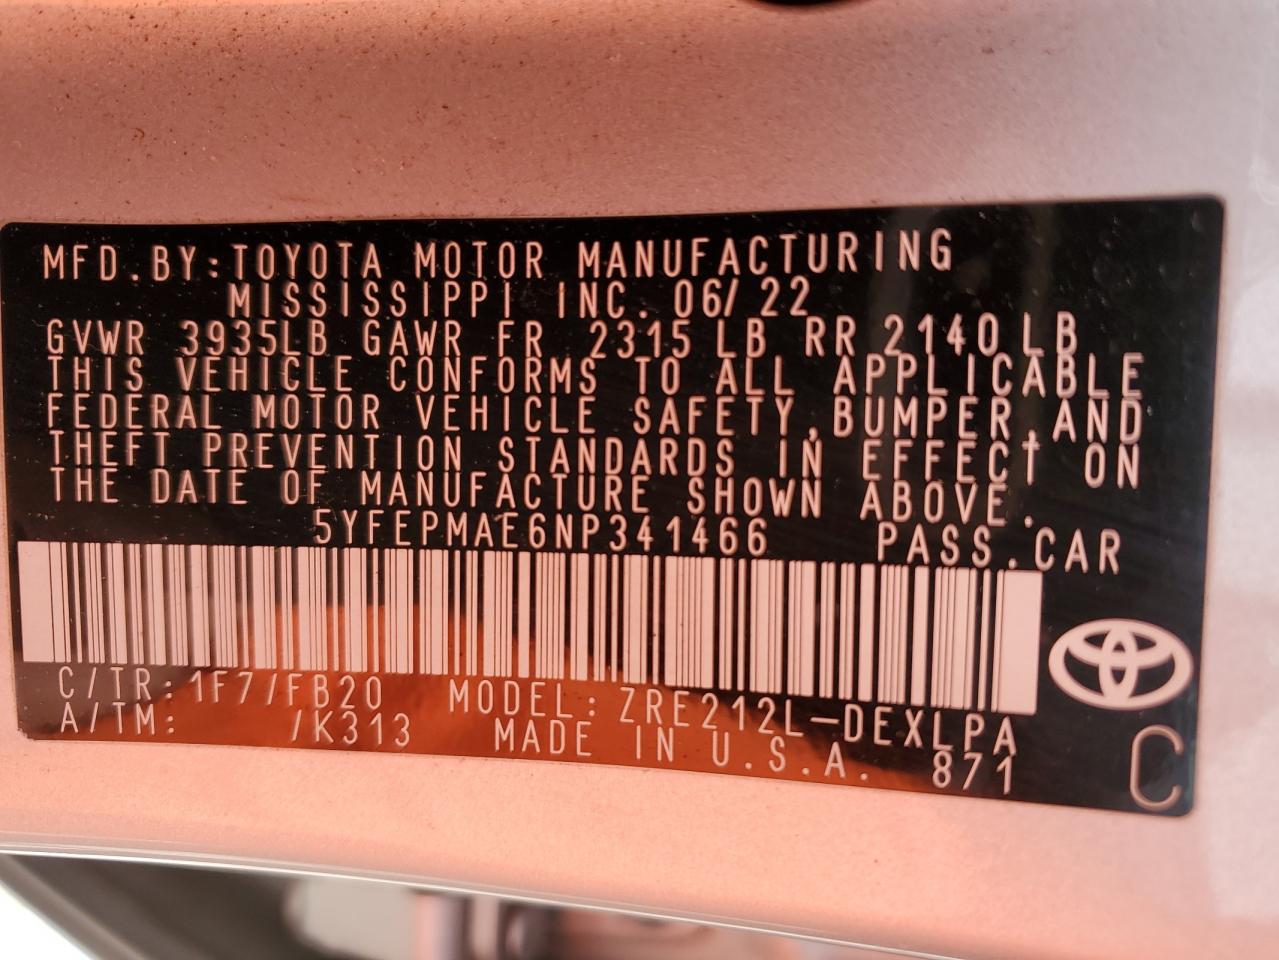 MFD.BY:TOYOTA MOTOR MANUFACTURING
MISSISSIPPI INC. 06/22
GVWR 3935LB GAWR FR 2315 LB RR 2140LB
THIS VEHICLE CONFORMS TO ALL APPLICABLE
FEDERAL MOTOR VEHICLE SAFETY,BUMPER,AND
THEFT PREVENTION STANDARDS IN EFFECT ON
THE DATE OF MANUFACTURE SHOWN ABOVE.
5YFEPMAE6NP341466 PASS.CAR
C/TR:1F7/FB20 MODEL:ZRE212L-DEXLPA
A/TM: /K313 MADE IN U.S.A. 871
C